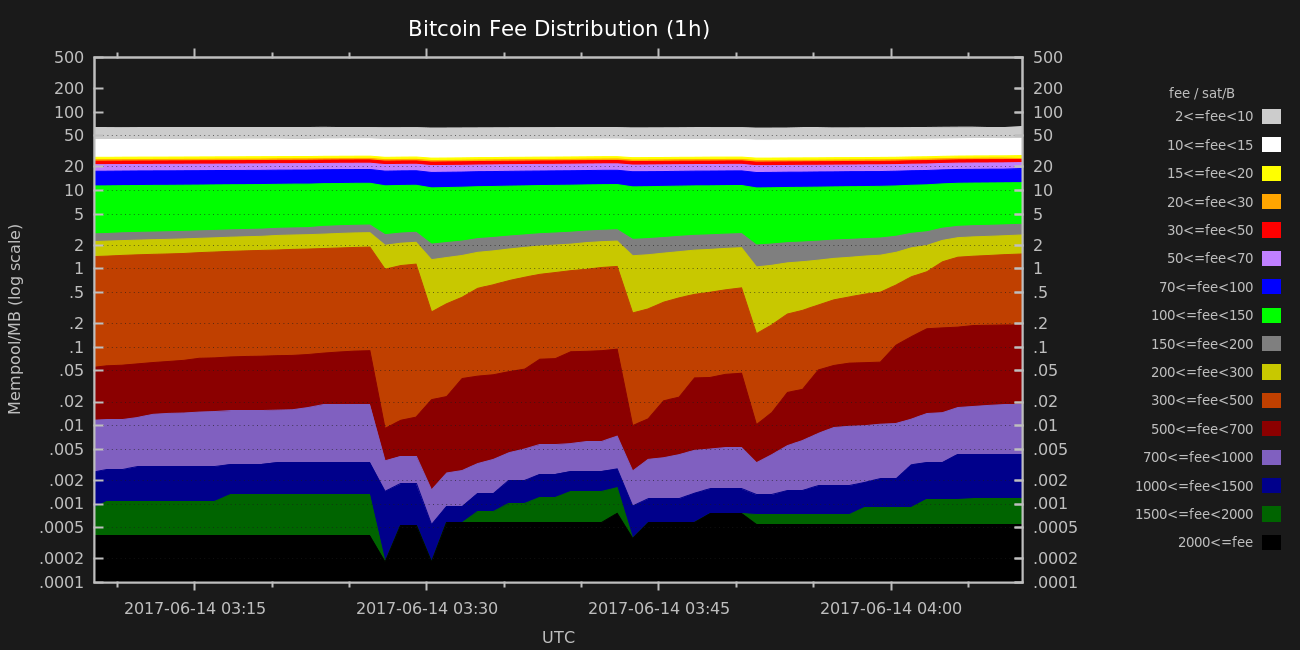 Bitcoin Fee Distribution (1h)
Mempool/MB (log scale)
500
200
100
50
20
10
5
2
1
.5
.2
.1
.05
.02
.01
.005
.002
.001
.0005
.0002
.0001
500
200
100
50
20
10
5
2
1
.5
.2
.1
.05
.02
.01
.005
.002
.001
.0005
.0002
.0001
2017-06-14 03:15
2017-06-14 03:30
2017-06-14 03:45
2017-06-14 04:00
UTC
fee / sat/B
2<=fee<10
10<=fee<15
15<=fee<20
20<=fee<30
30<=fee<50
50<=fee<70
70<=fee<100
100<=fee<150
150<=fee<200
200<=fee<300
300<=fee<500
500<=fee<700
700<=fee<1000
1000<=fee<1500
1500<=fee<2000
2000<=fee